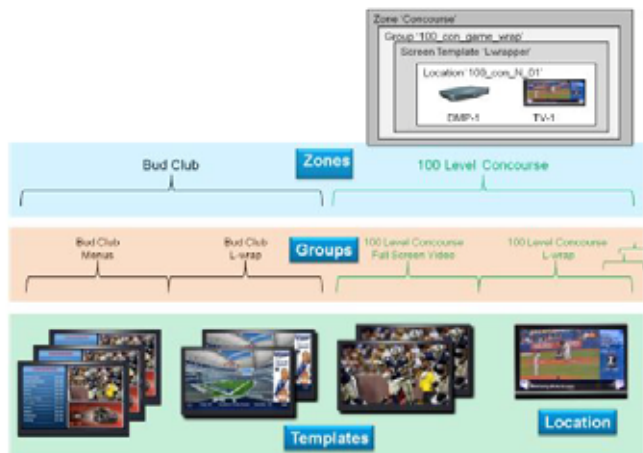 Zone 'Concourse'
Group '100_con_game_wrap'
Screen Template 'Lwrapper'
Location '100_con_N_01'
DMP-1
TV-1
Zones
Bud Club
100 Level Concourse
Groups
Bud Club
Menus
Bud Club
L-wrap
100 Level Concourse
Full Screen Video
100 Level Concourse
L-wrap
Templates
Location